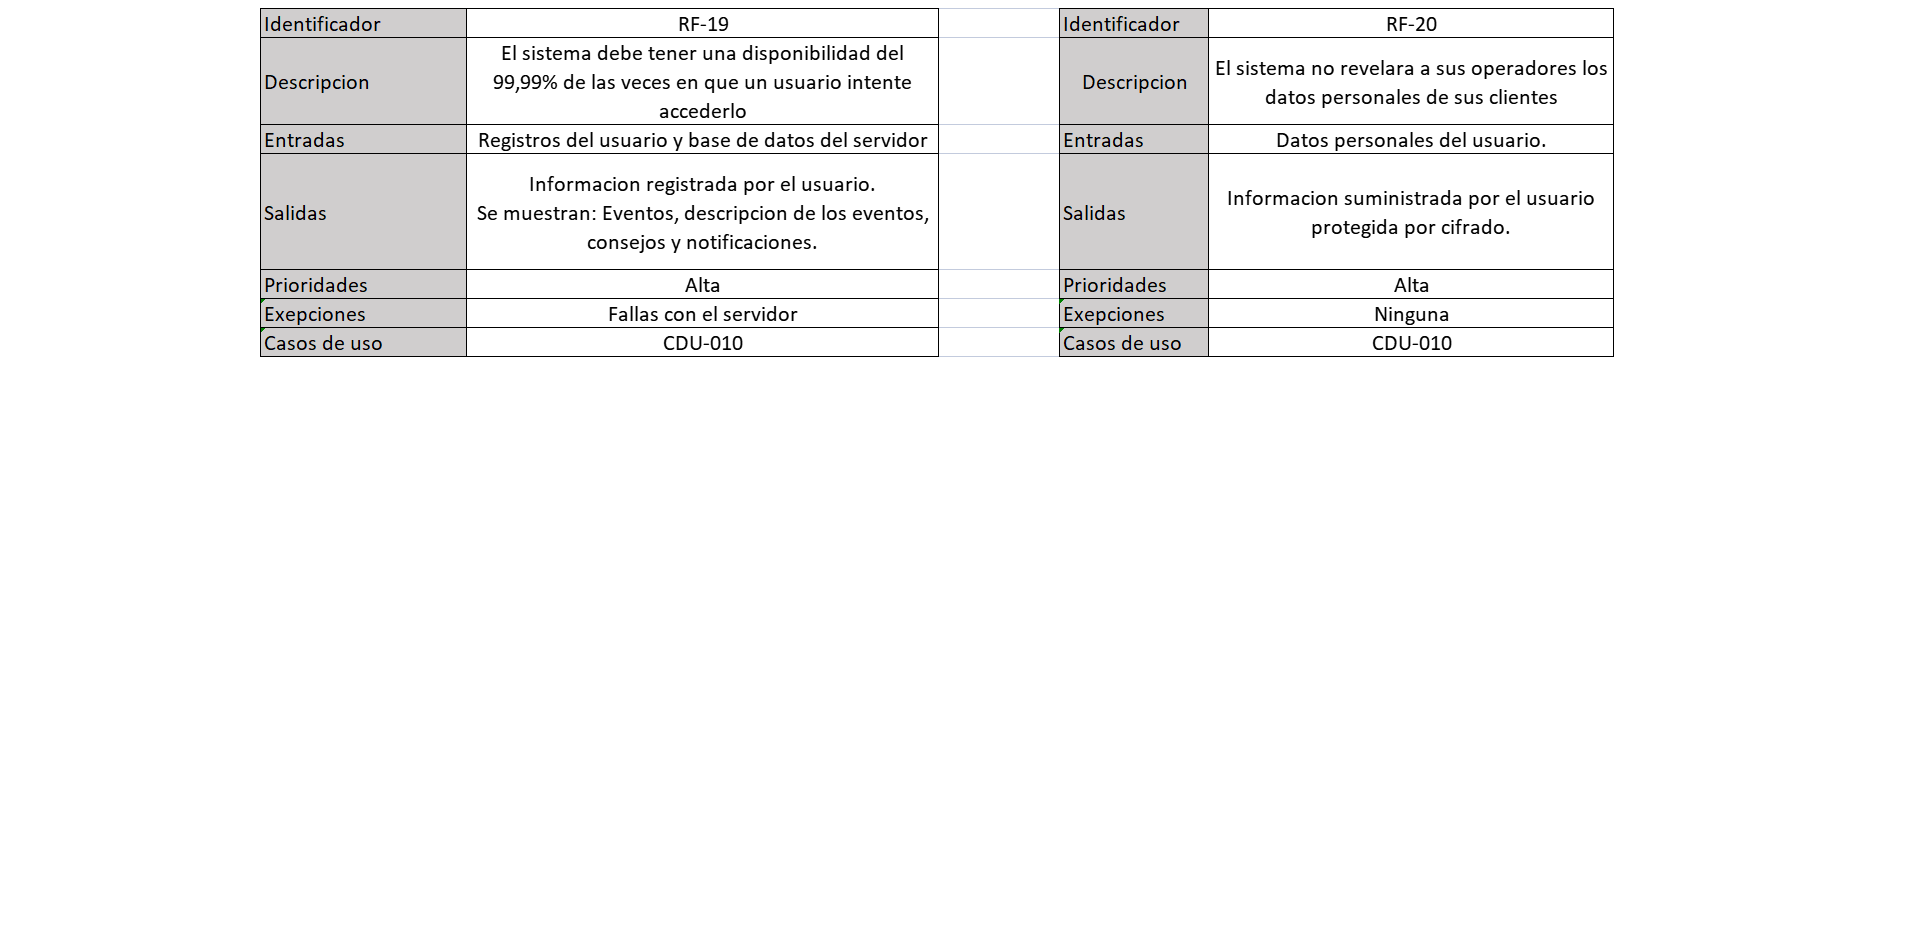 Identificador RF-19
Descripcion El sistema debe tener una disponibilidad del
99,99% de las veces en que un usuario intente
accederlo
Entradas Registros del usuario y base de datos del servidor
Salidas Informacion registrada por el usuario.
Se muestran: Eventos, descripcion de los eventos,
consejos y notificaciones.
Prioridades Alta
Exepciones Fallas con el servidor
Casos de uso CDU-010
Identificador RF-20
Descripcion El sistema no revelara a sus operadores los
datos personales de sus clientes
Entradas Datos personales del usuario.
Salidas Informacion suministrada por el usuario
protegida por cifrado.
Prioridades Alta
Exepciones Ninguna
Casos de uso CDU-010